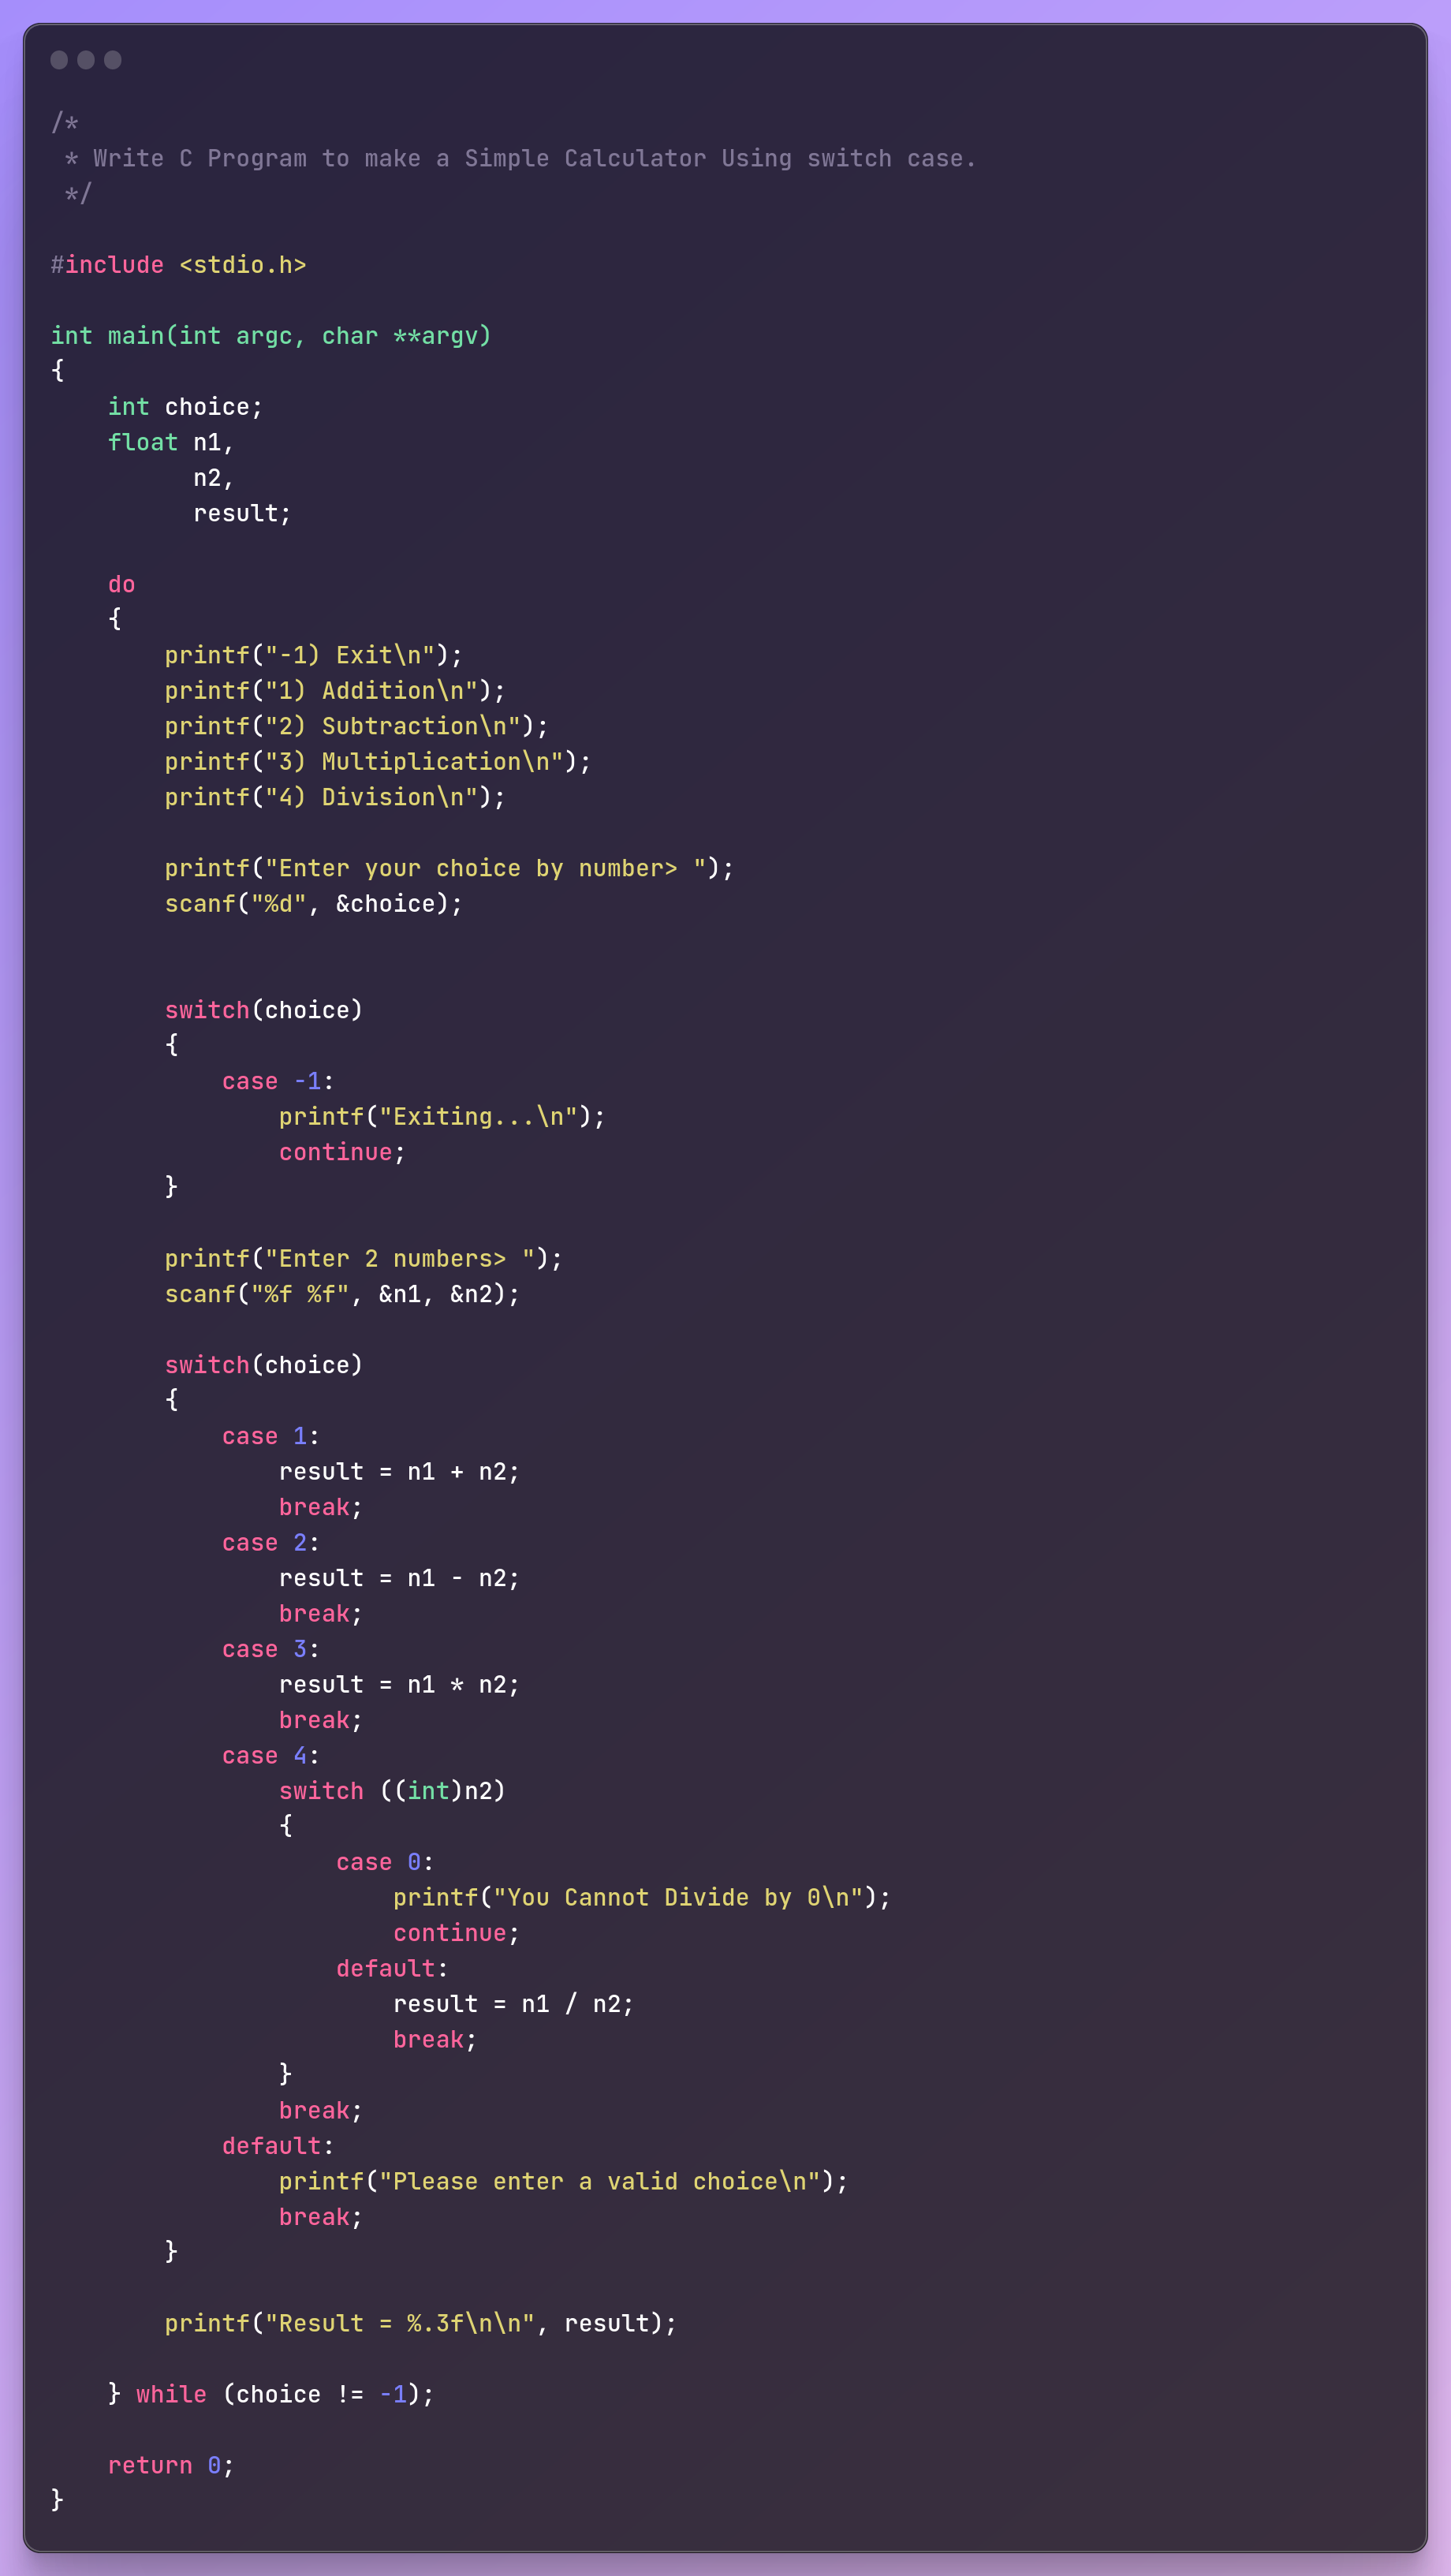 /*
 * Write C Program to make a Simple Calculator Using switch case.
 */

#include <stdio.h>

int main(int argc, char **argv)
{
    int choice;
    float n1,
          n2,
          result;

    do
    {
        printf("-1) Exit\n");
        printf("1) Addition\n");
        printf("2) Subtraction\n");
        printf("3) Multiplication\n");
        printf("4) Division\n");

        printf("Enter your choice by number> ");
        scanf("%d", &choice);


        switch(choice)
        {
            case -1:
                printf("Exiting...\n");
                continue;
        }

        printf("Enter 2 numbers> ");
        scanf("%f %f", &n1, &n2);

        switch(choice)
        {
            case 1:
                result = n1 + n2;
                break;
            case 2:
                result = n1 - n2;
                break;
            case 3:
                result = n1 * n2;
                break;
            case 4:
                switch ((int)n2)
                {
                    case 0:
                        printf("You Cannot Divide by 0\n");
                        continue;
                    default:
                        result = n1 / n2;
                        break;
                }
                break;
            default:
                printf("Please enter a valid choice\n");
                break;
        }

        printf("Result = %.3f\n\n", result);

    } while (choice != -1);

    return 0;
}